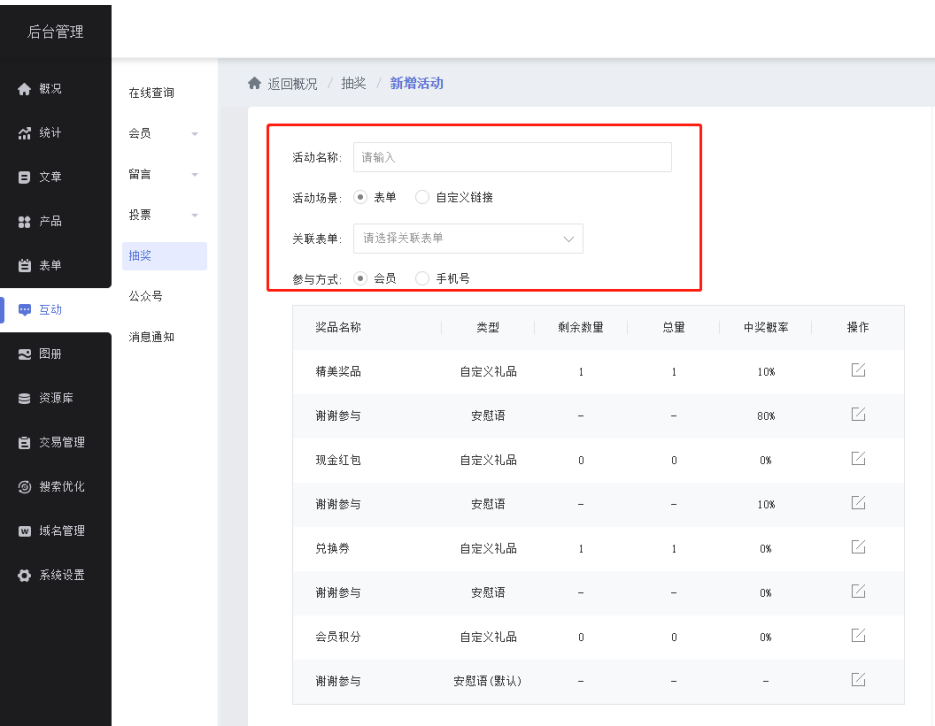 后台管理
概况
统计
文章
产品
表单
互动
图册
资源库
交易管理
搜索优化
域名管理
系统设置
在线查询
会员
留言
投票
抽奖
公众号
消息通知
返回概况 / 抽奖 / 新增活动
活动名称: 请输入
活动场景: 表单 自定义链接
关联表单: 请选择关联表单
参与方式: 会员 手机号
奖品名称 类型 剩余数量 总量 中奖概率 操作
精美奖品 自定义礼品 1 1 10%
谢谢参与 安慰语 - - 80%
现金红包 自定义礼品 0 0 0%
谢谢参与 安慰语 - - 10%
兑换券 自定义礼品 1 1 0%
谢谢参与 安慰语 - - 0%
会员积分 自定义礼品 0 0 0%
谢谢参与 安慰语(默认) - - -